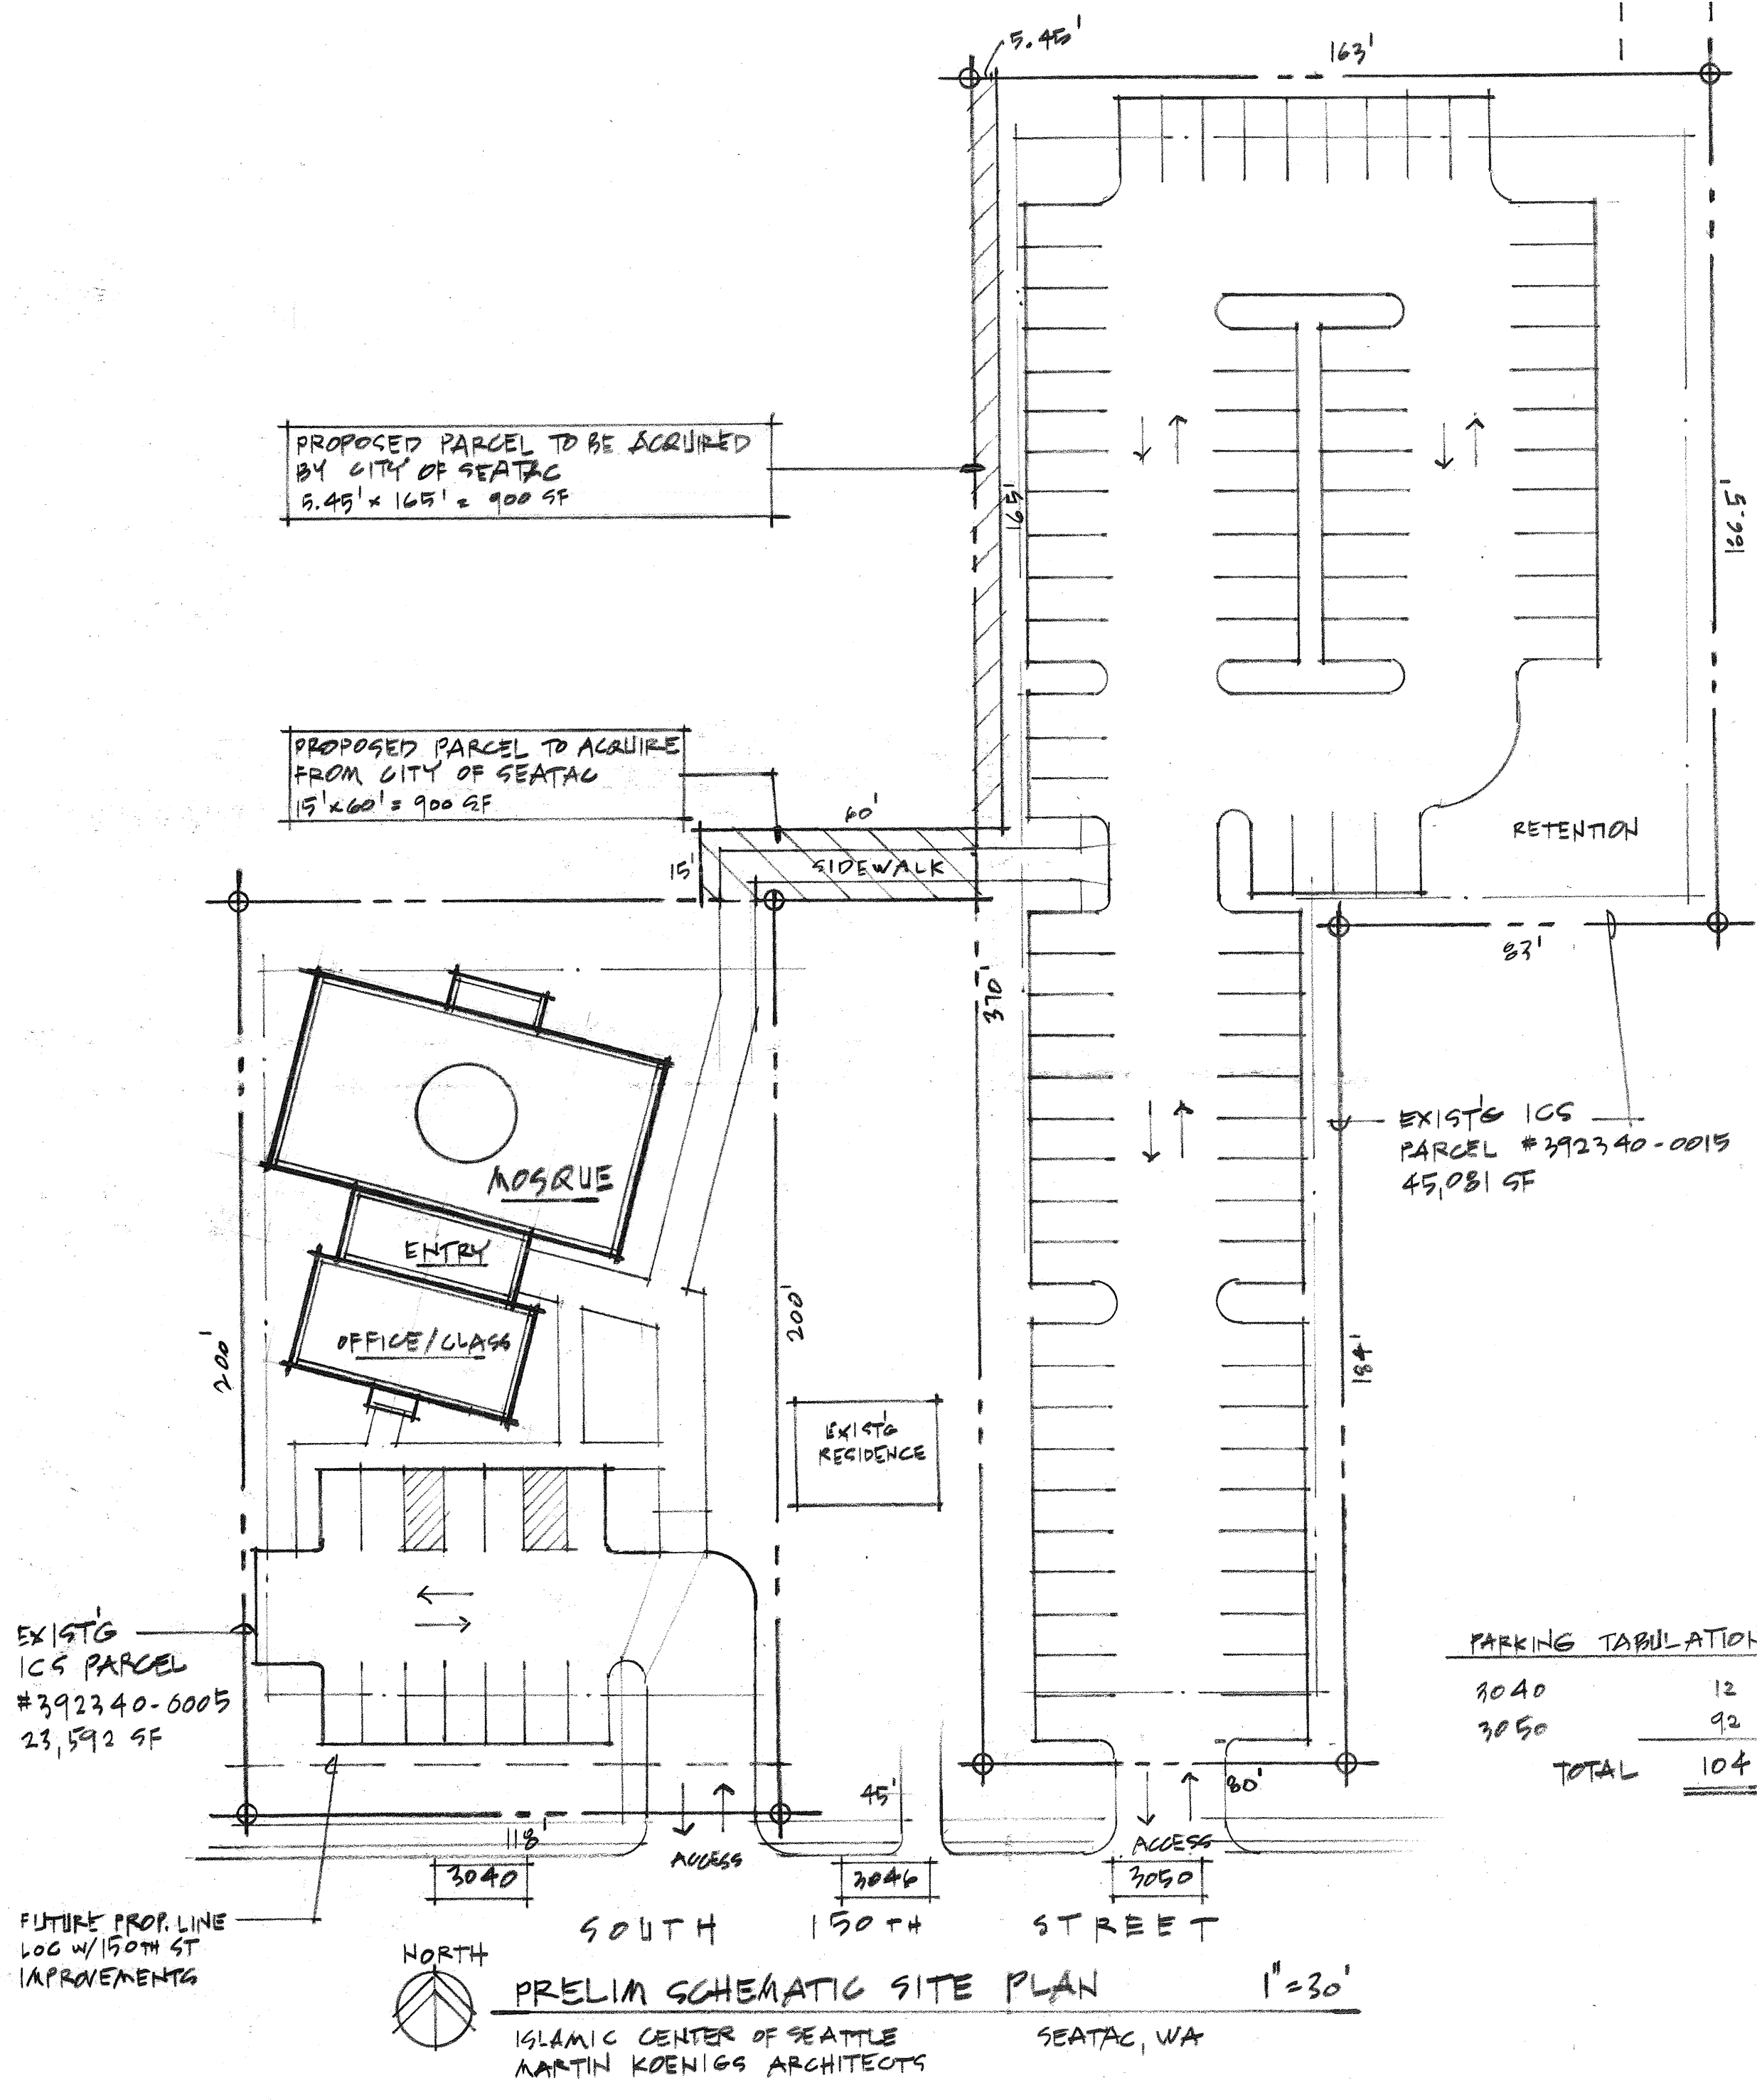 5.45'
163'
PROPOSED PARCEL TO BE ACQUIRED
BY CITY OF SEATAC
5.45' x 165' = 900 SF
165'
169.5'
PROPOSED PARCEL TO ACQUIRE
FROM CITY OF SEATAC
15' x 60' = 900 SF
60'
15'
SIDEWALK
RETENTION
83'
370'
EXIST'G ICS
PARCEL #392340-0015
45,081 SF
MOSQUE
ENTRY
OFFICE/CLASS
200'
200'
184'
EXIST'G
RESIDENCE
EXIST'G
ICS PARCEL
#392340-0005
23,592 SF
PARKING TABULATION
3040 12
3050 92
TOTAL 104
45'
80'
118'
ACCESS
ACCESS
3040
3046
3050
FUTURE PROP. LINE
LOC W/150TH ST
IMPROVEMENTS
SOUTH 150TH STREET
NORTH
PRELIM SCHEMATIC SITE PLAN 1"=30'
ISLAMIC CENTER OF SEATTLE SEATAC, WA
MARTIN KOENIGS ARCHITECTS